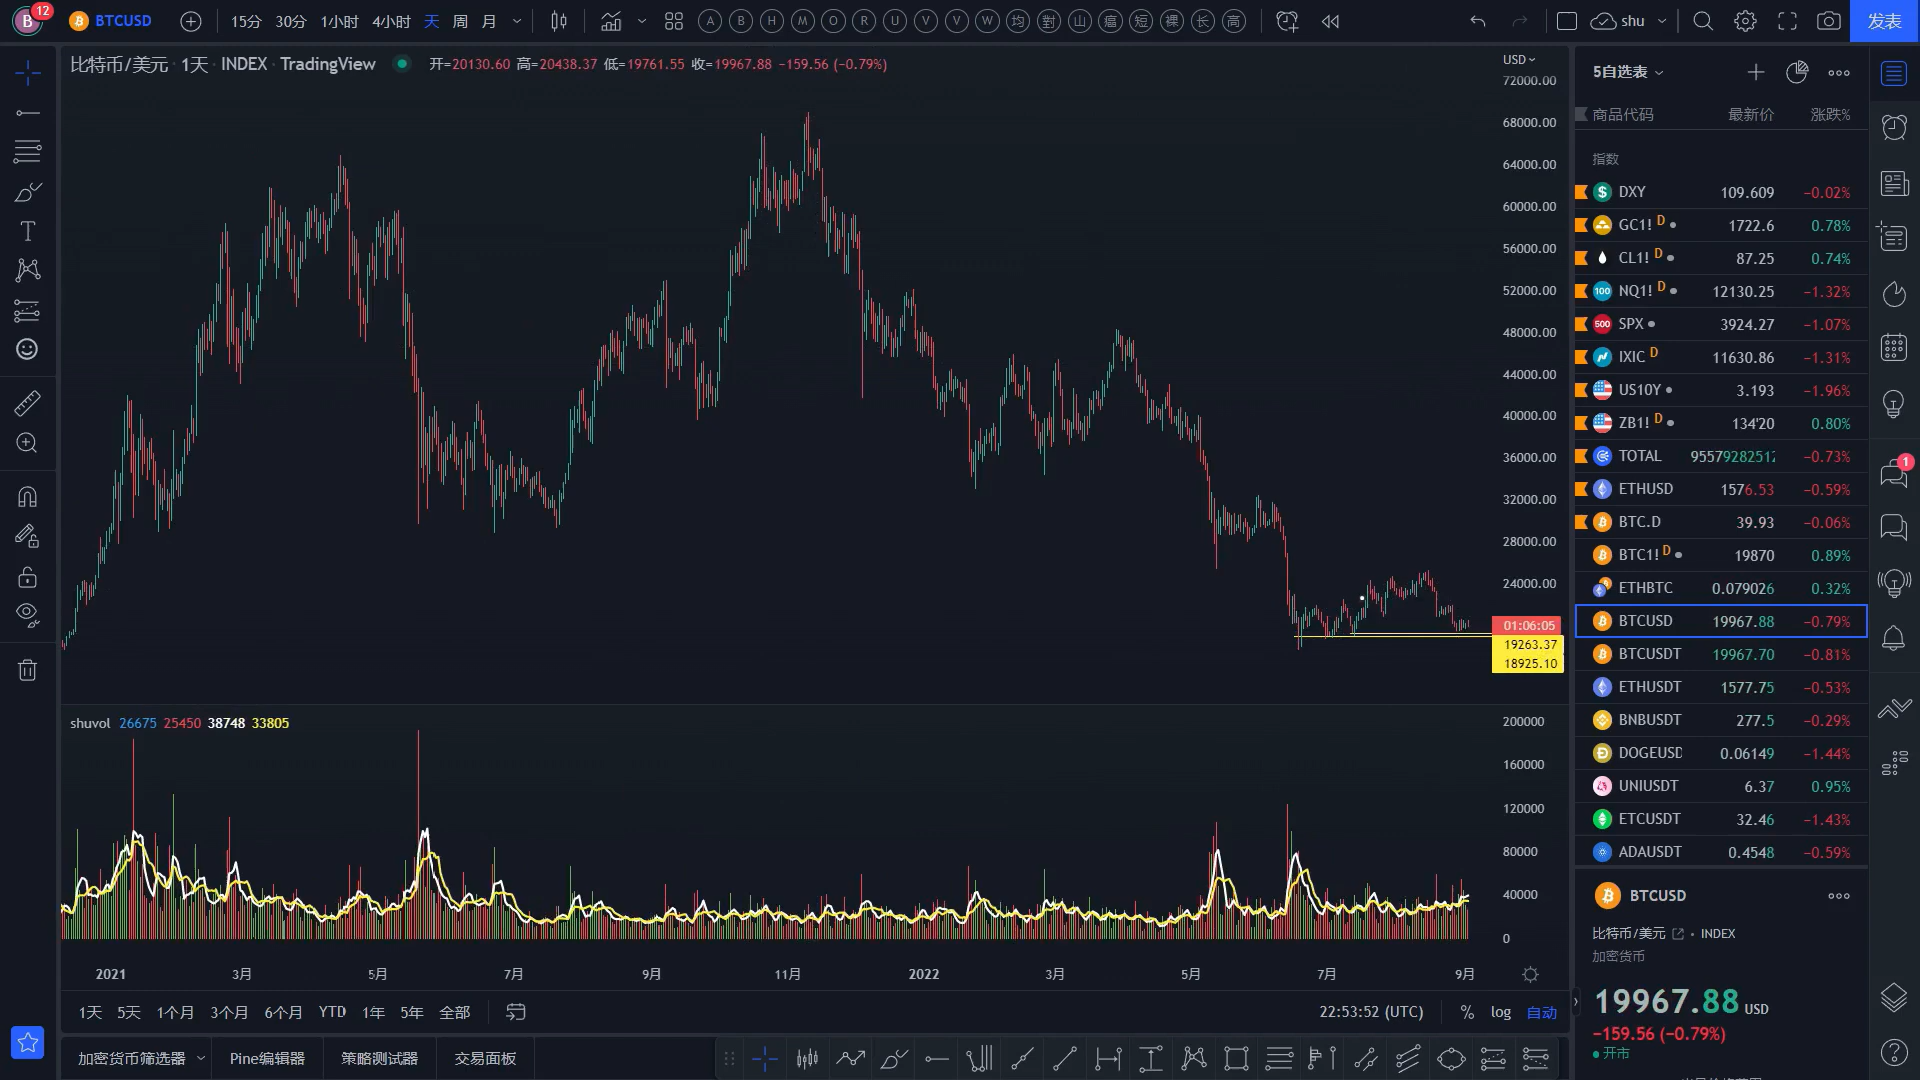 B 12 BTCUSD 15分 30分 1小时 4小时 天 周 月 A B H M O R U V V W 均 對 山 瘟 短 裸 长 高 shu 发表
比特币/美元 · 1天 · INDEX · TradingView 开=20130.60 高=20438.37 低=19761.55 收=19967.88 −159.56 (−0.79%)
USD
72000.00
68000.00
64000.00
60000.00
56000.00
52000.00
48000.00
44000.00
40000.00
36000.00
32000.00
28000.00
24000.00
01:06:05
19263.37
18925.10
shuvol 26675 25450 38748 33805
200000
160000
120000
80000
40000
0
2021 3月 5月 7月 9月 11月 2022 3月 5月 7月 9月
1天 5天 1个月 3个月 6个月 YTD 1年 5年 全部 22:53:52 (UTC) % log 自动
加密货币筛选器 Pine编辑器 策略测试器 交易面板
5自选表
商品代码 最新价 涨跌%
指数
DXY 109.609 −0.02%
GC1! D 1722.6 0.78%
CL1! D 87.25 0.74%
100 NQ1! D 12130.25 −1.32%
500 SPX 3924.27 −1.07%
IXIC D 11630.86 −1.31%
US10Y 3.193 −1.96%
ZB1! D 134'20 0.80%
TOTAL 95579282512 −0.73%
ETHUSD 1576.53 −0.59%
BTC.D 39.93 −0.06%
BTC1! D 19870 0.89%
ETHBTC 0.079026 0.32%
BTCUSD 19967.88 −0.79%
BTCUSDT 19967.70 −0.81%
ETHUSDT 1577.75 −0.53%
BNBUSDT 277.5 −0.29%
DOGEUSD 0.06149 −1.44%
UNIUSDT 6.37 0.95%
ETCUSDT 32.46 −1.43%
ADAUSDT 0.4548 −0.59%
BTCUSD
比特币/美元 · INDEX
加密货币
19967.88 USD
−159.56 (−0.79%)
开市
1